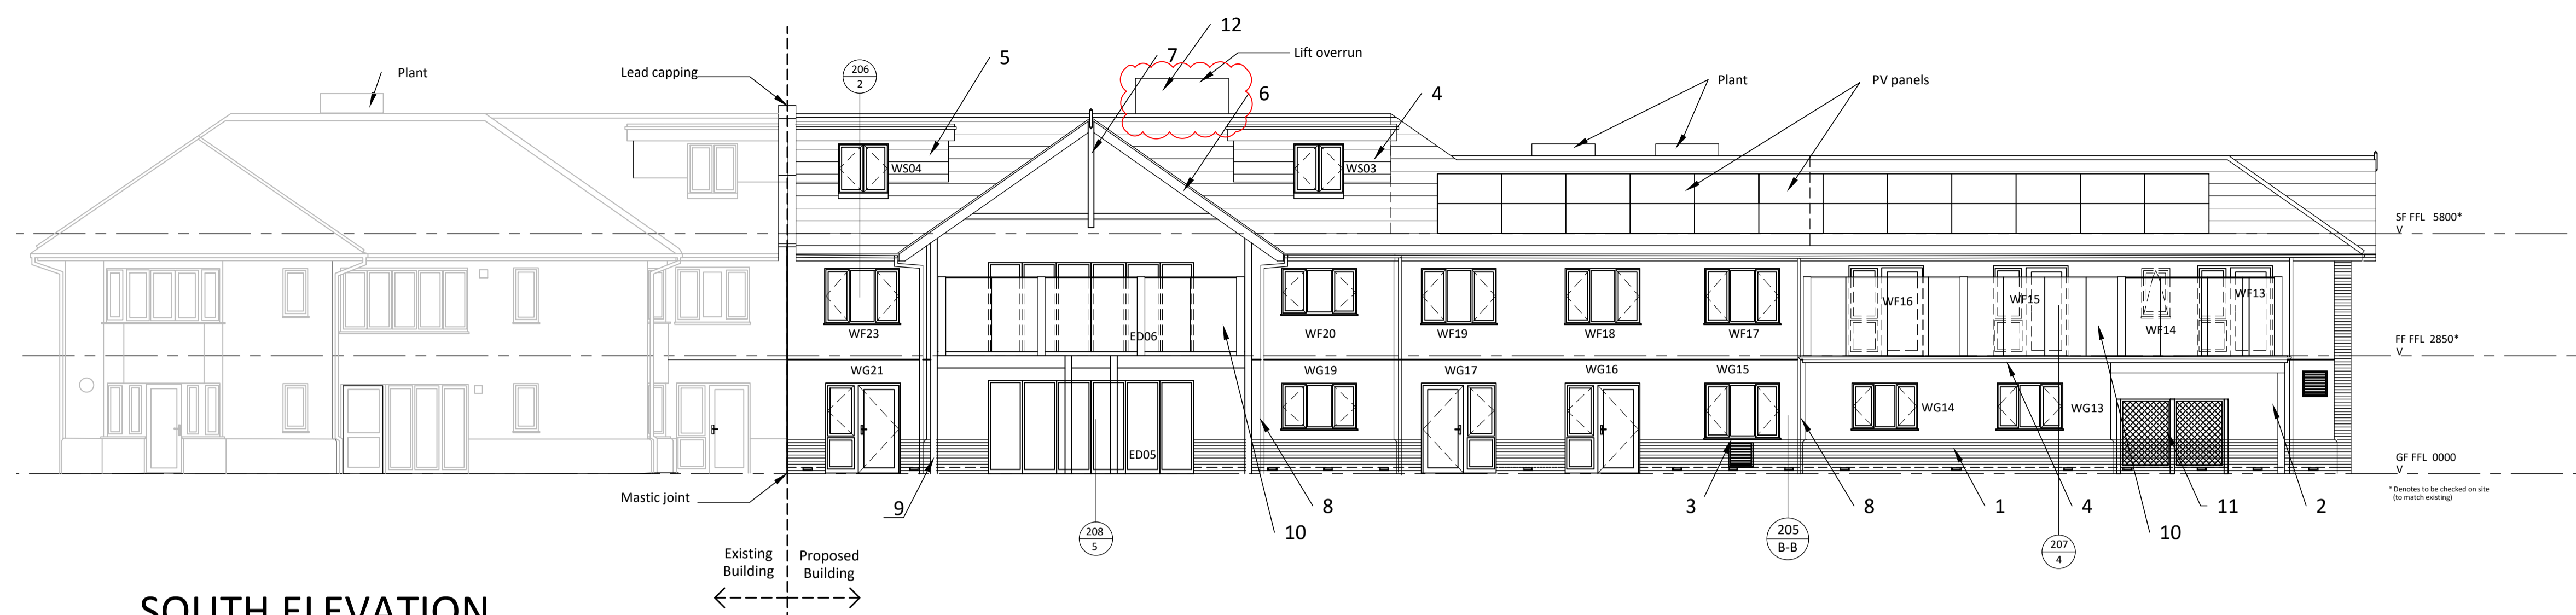 12
Lift overrun
7
5
Plant
Lead capping
206
2
6
4
Plant
PV panels
WS04
WS03
SF FFL 5800*
V
WF23
ED06
WF20
WF19
WF18
WF17
WF16
WF15
WF14
WF13
FF FFL 2850*
V
WG21
WG19
WG17
WG16
WG15
WG14
WG13
ED05
GF FFL 0000
V
* Denotes to be checked on site
(to match existing)
Mastic joint
9
8
3
8
1
4
11
2
10
10
208
5
205
B-B
207
4
Existing
Building
Proposed
Building
SOUTH ELEVATION